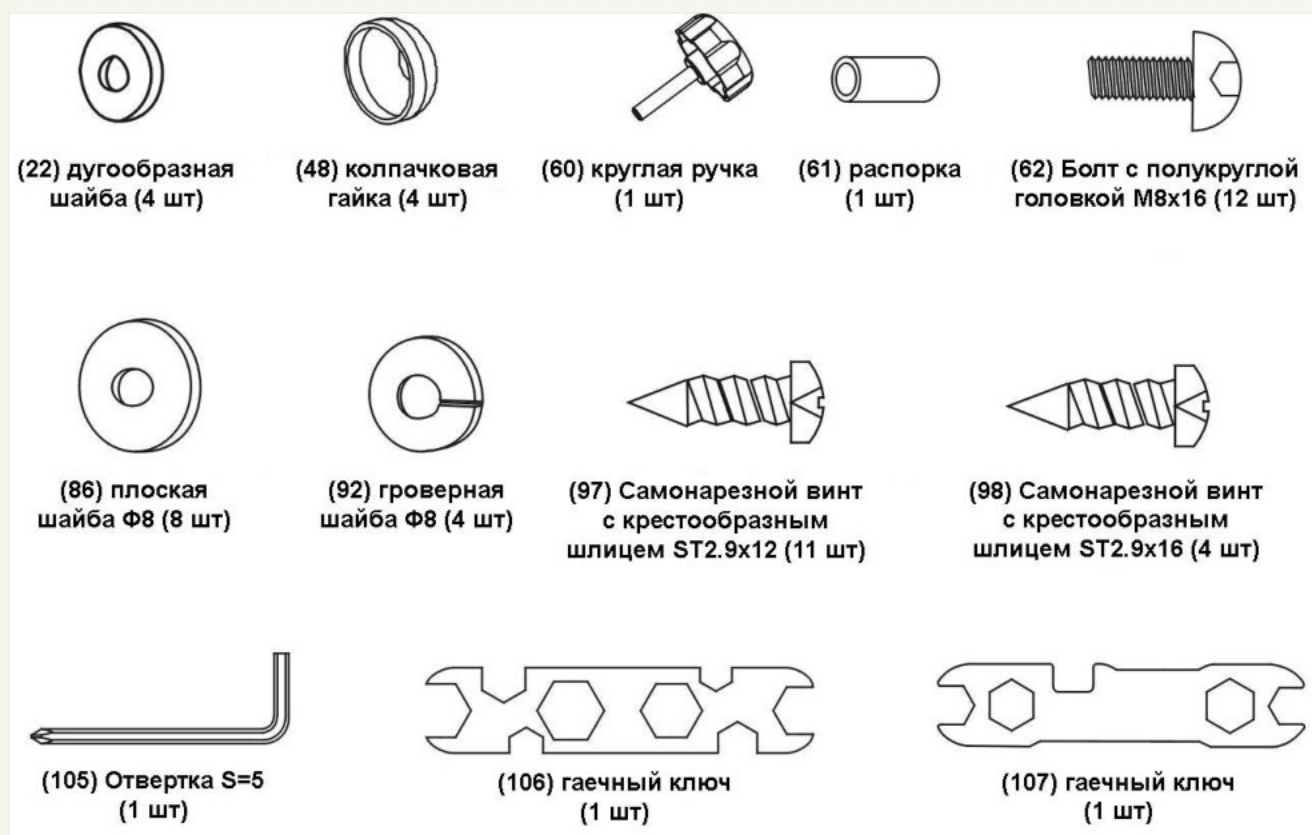 (22) дугообразная
шайба (4 шт)
(48) колпачковая
гайка (4 шт)
(60) круглая ручка
(1 шт)
(61) распорка
(1 шт)
(62) Болт с полукруглой
головкой М8х16 (12 шт)
(86) плоская
шайба Ф8 (8 шт)
(92) гроверная
шайба Ф8 (4 шт)
(97) Самонарезной винт
с крестообразным
шлицем ST2.9x12 (11 шт)
(98) Самонарезной винт
с крестообразным
шлицем ST2.9x16 (4 шт)
(105) Отвертка S=5
(1 шт)
(106) гаечный ключ
(1 шт)
(107) гаечный ключ
(1 шт)